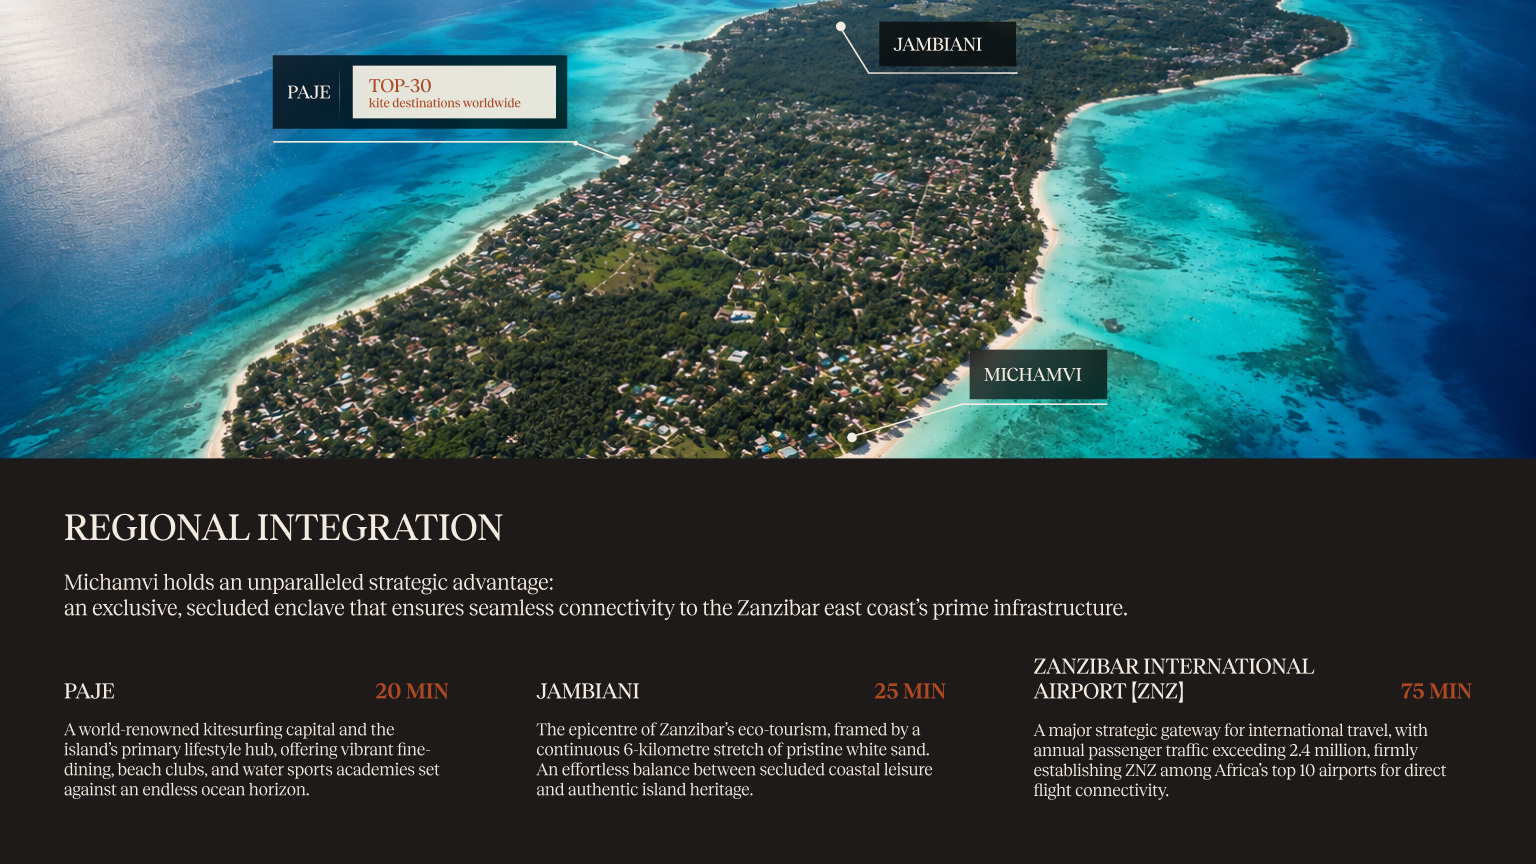 JAMBIANI
PAJE
TOP-30
kite destinations worldwide
MICHAMVI
REGIONAL INTEGRATION
Michamvi holds an unparalleled strategic advantage:
an exclusive, secluded enclave that ensures seamless connectivity to the Zanzibar east coast’s prime infrastructure.
PAJE
20 MIN
A world-renowned kitesurfing capital and the
island’s primary lifestyle hub, offering vibrant fine-
dining, beach clubs, and water sports academies set
against an endless ocean horizon.
JAMBIANI
25 MIN
The epicentre of Zanzibar’s eco-tourism, framed by a
continuous 6-kilometre stretch of pristine white sand.
An effortless balance between secluded coastal leisure
and authentic island heritage.
ZANZIBAR INTERNATIONAL
AIRPORT [ZNZ]
75 MIN
A major strategic gateway for international travel, with
annual passenger traffic exceeding 2.4 million, firmly
establishing ZNZ among Africa’s top 10 airports for direct
flight connectivity.